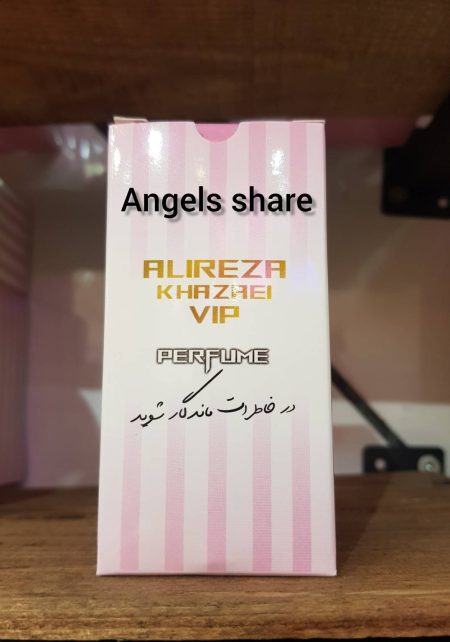 Angels share
ALIREZA
KHAZAEI
VIP
PERFUME
در خاطرات ماندگار شوید